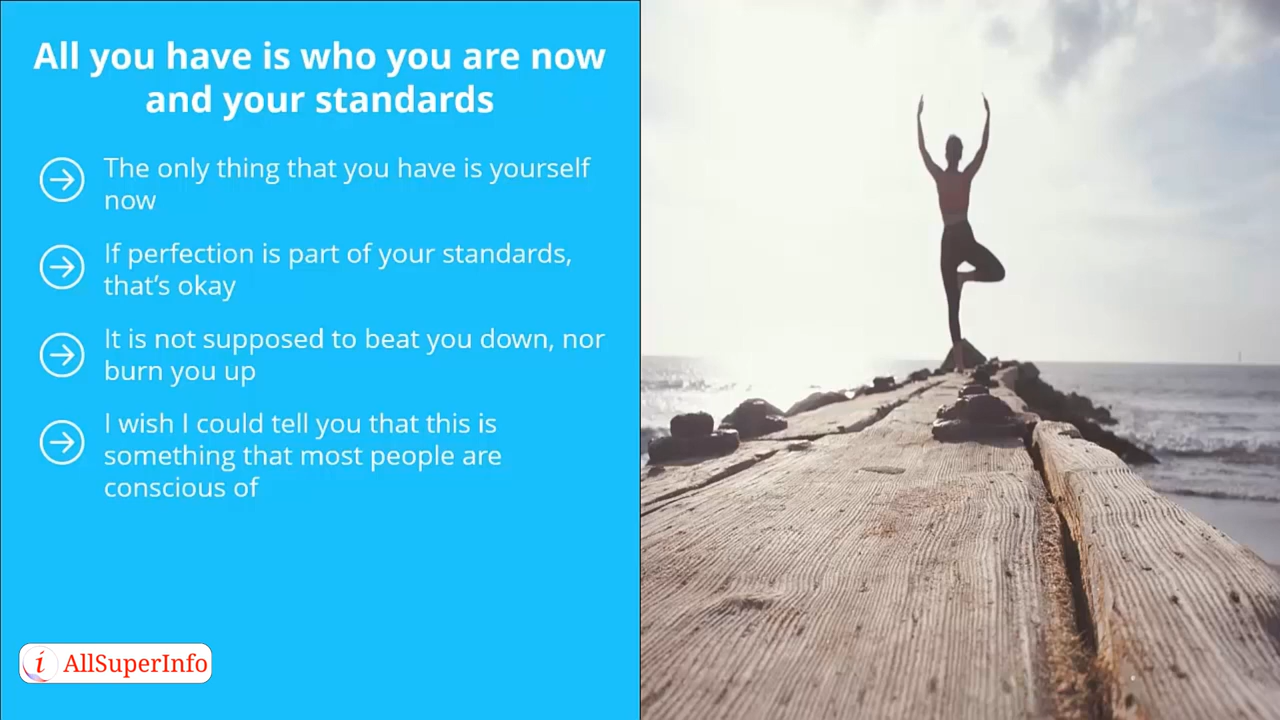 All you have is who you are now
and your standards
The only thing that you have is yourself
now
If perfection is part of your standards,
that's okay
It is not supposed to beat you down, nor
burn you up
I wish I could tell you that this is
something that most people are
conscious of
i AllSuperInfo